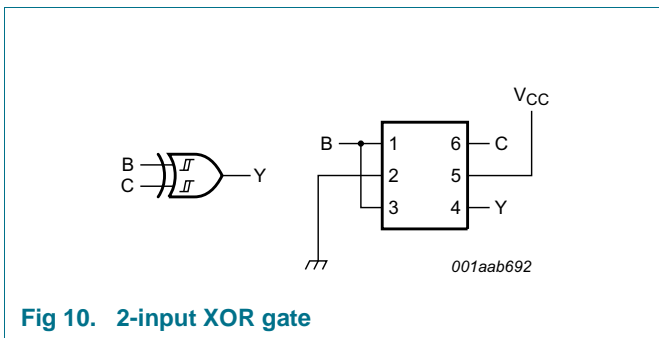 V_CC
B 1 6 C
B Y 2 5
C 3 4 Y
001aab692
Fig 10. 2-input XOR gate